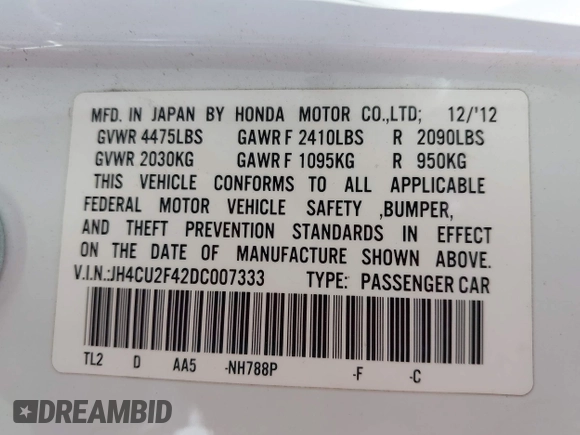 MFD. IN JAPAN BY HONDA MOTOR CO.,LTD; 12/'12
GVWR 4475LBS GAWR F 2410LBS R 2090LBS
GVWR 2030KG GAWR F 1095KG R 950KG
THIS VEHICLE CONFORMS TO ALL APPLICABLE
FEDERAL MOTOR VEHICLE SAFETY ,BUMPER,
AND THEFT PREVENTION STANDARDS IN EFFECT
ON THE DATE OF MANUFACTURE SHOWN ABOVE.
V.I.N.:JH4CU2F42DC007333 TYPE: PASSENGER CAR
TL2 D AA5 -NH788P -F -C
DREAMBID